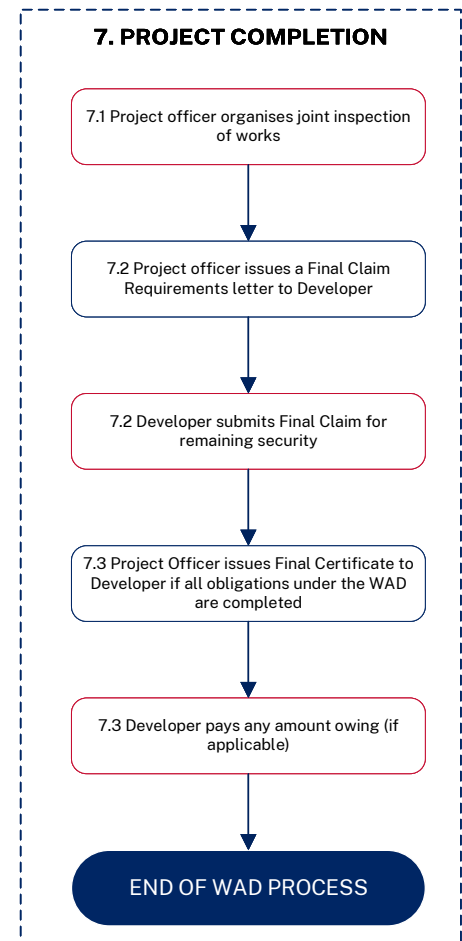 7. PROJECT COMPLETION
7.1 Project officer organises joint inspection
of works
7.2 Project officer issues a Final Claim
Requirements letter to Developer
7.2 Developer submits Final Claim for
remaining security
7.3 Project Officer issues Final Certificate to
Developer if all obligations under the WAD
are completed
7.3 Developer pays any amount owing (if
applicable)
END OF WAD PROCESS